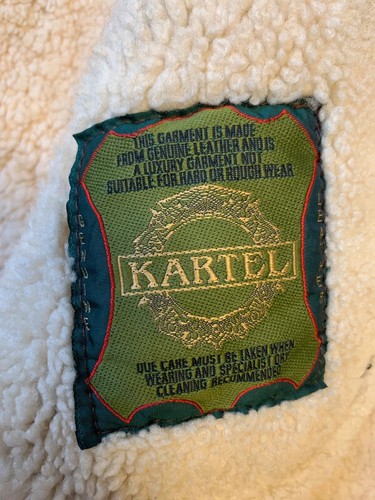 THIS GARMENT IS MADE
FROM GENUINE LEATHER AND IS
A LUXURY GARMENT NOT
SUITABLE FOR HARD OR ROUGH WEAR
KARTEL
DUE CARE MUST BE TAKEN WHEN
WEARING AND SPECIALIST DRY
CLEANING RECOMMENDED